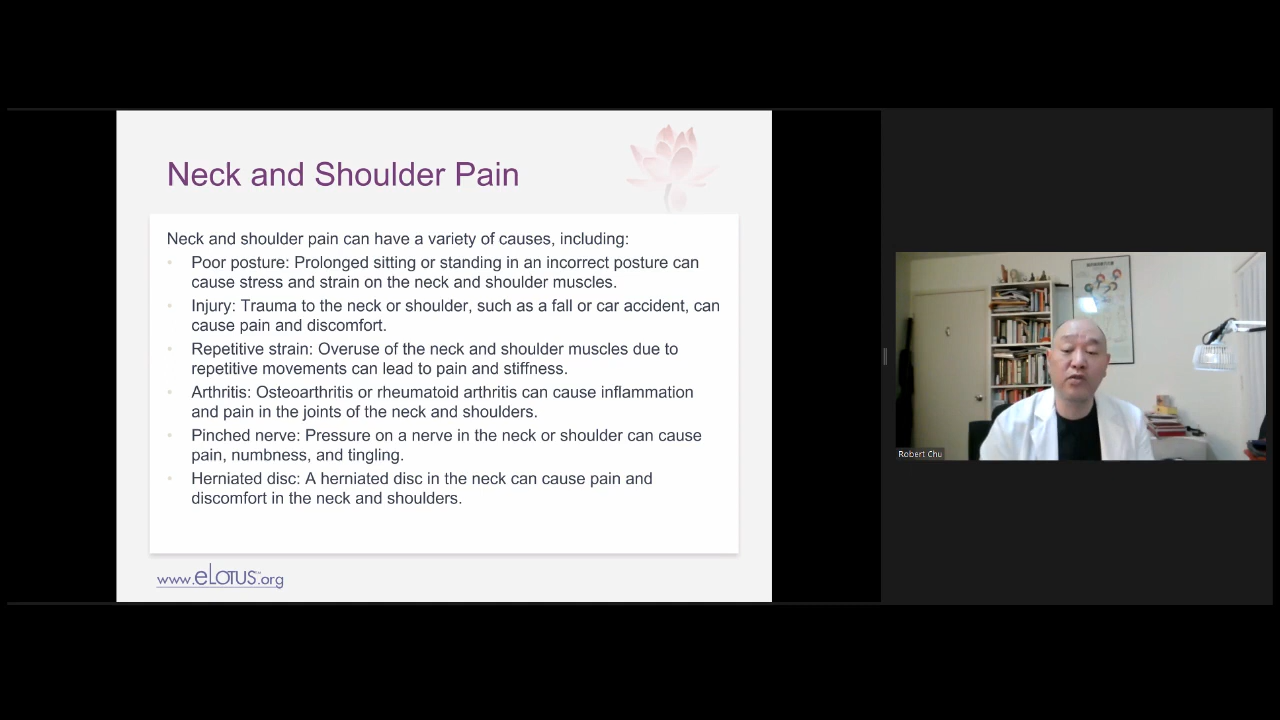 Neck and Shoulder Pain
Neck and shoulder pain can have a variety of causes, including:
• Poor posture: Prolonged sitting or standing in an incorrect posture can
cause stress and strain on the neck and shoulder muscles.
• Injury: Trauma to the neck or shoulder, such as a fall or car accident, can
cause pain and discomfort.
• Repetitive strain: Overuse of the neck and shoulder muscles due to
repetitive movements can lead to pain and stiffness.
• Arthritis: Osteoarthritis or rheumatoid arthritis can cause inflammation
and pain in the joints of the neck and shoulders.
• Pinched nerve: Pressure on a nerve in the neck or shoulder can cause
pain, numbness, and tingling.
• Herniated disc: A herniated disc in the neck can cause pain and
discomfort in the neck and shoulders.
www.eLOTUS.org
Robert Chu